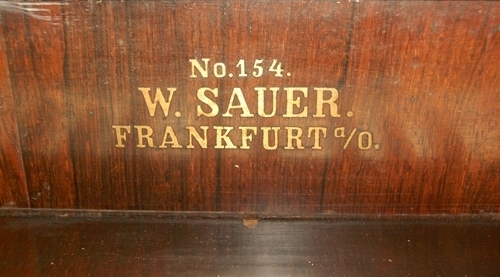 No. 154.
W. SAUER.
FRANKFURT a/O.